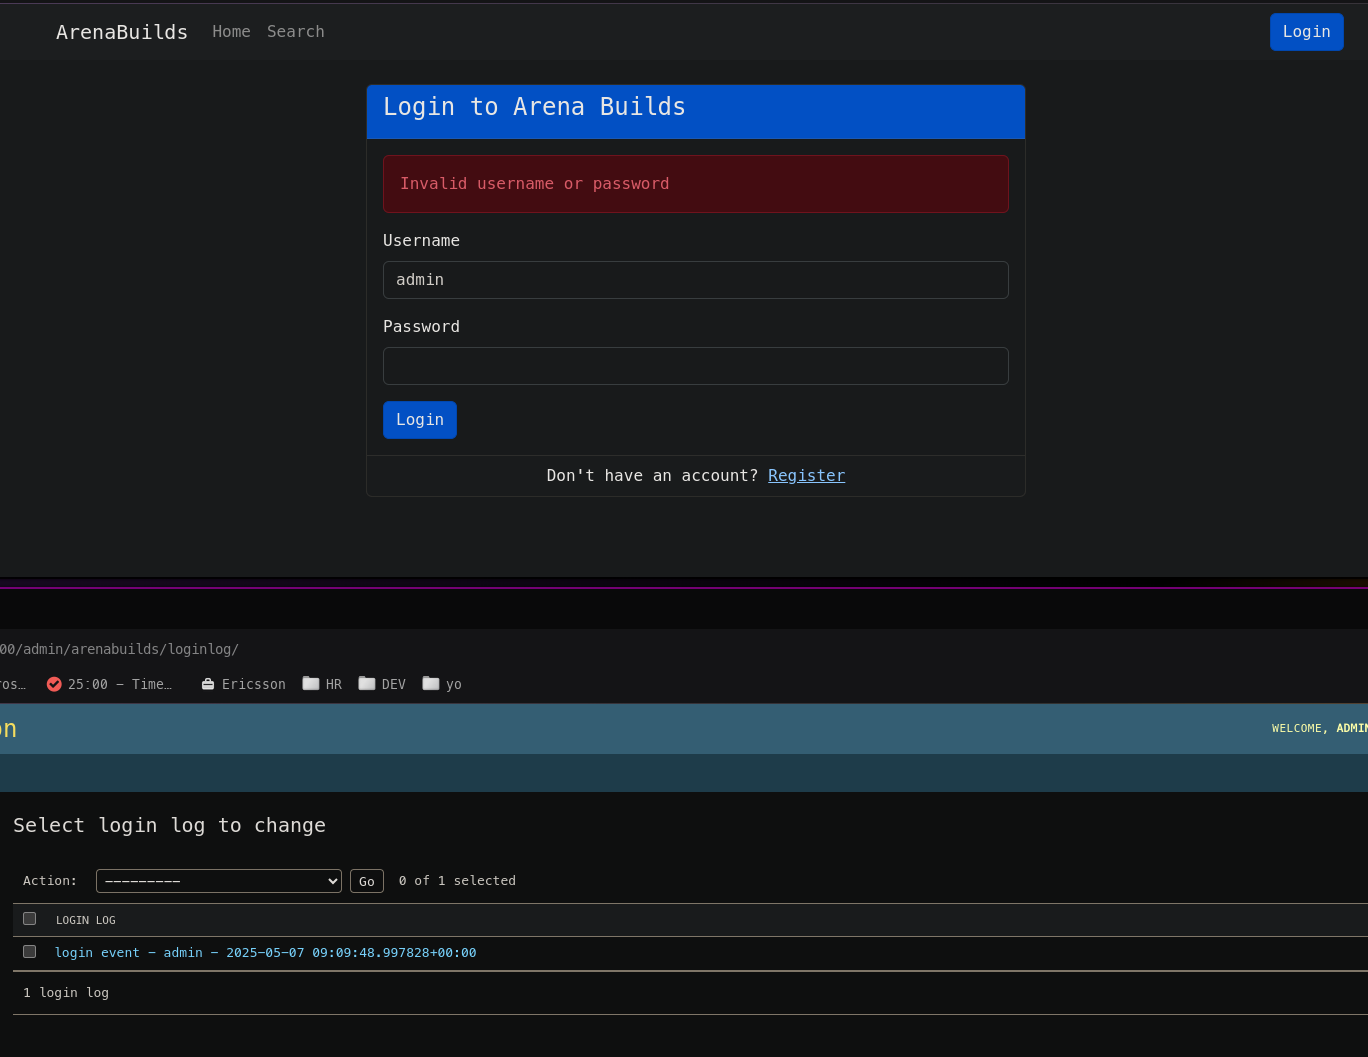 ArenaBuilds Home Search Login
Login to Arena Builds
Invalid username or password
Username
admin
Password
Login
Don't have an account? Register
00/admin/arenabuilds/loginlog/
ros… 25:00 – Time… Ericsson HR DEV yo
on WELCOME, ADMIN
Select login log to change
Action: --------- Go 0 of 1 selected
LOGIN LOG
login event - admin - 2025-05-07 09:09:48.997828+00:00
1 login log